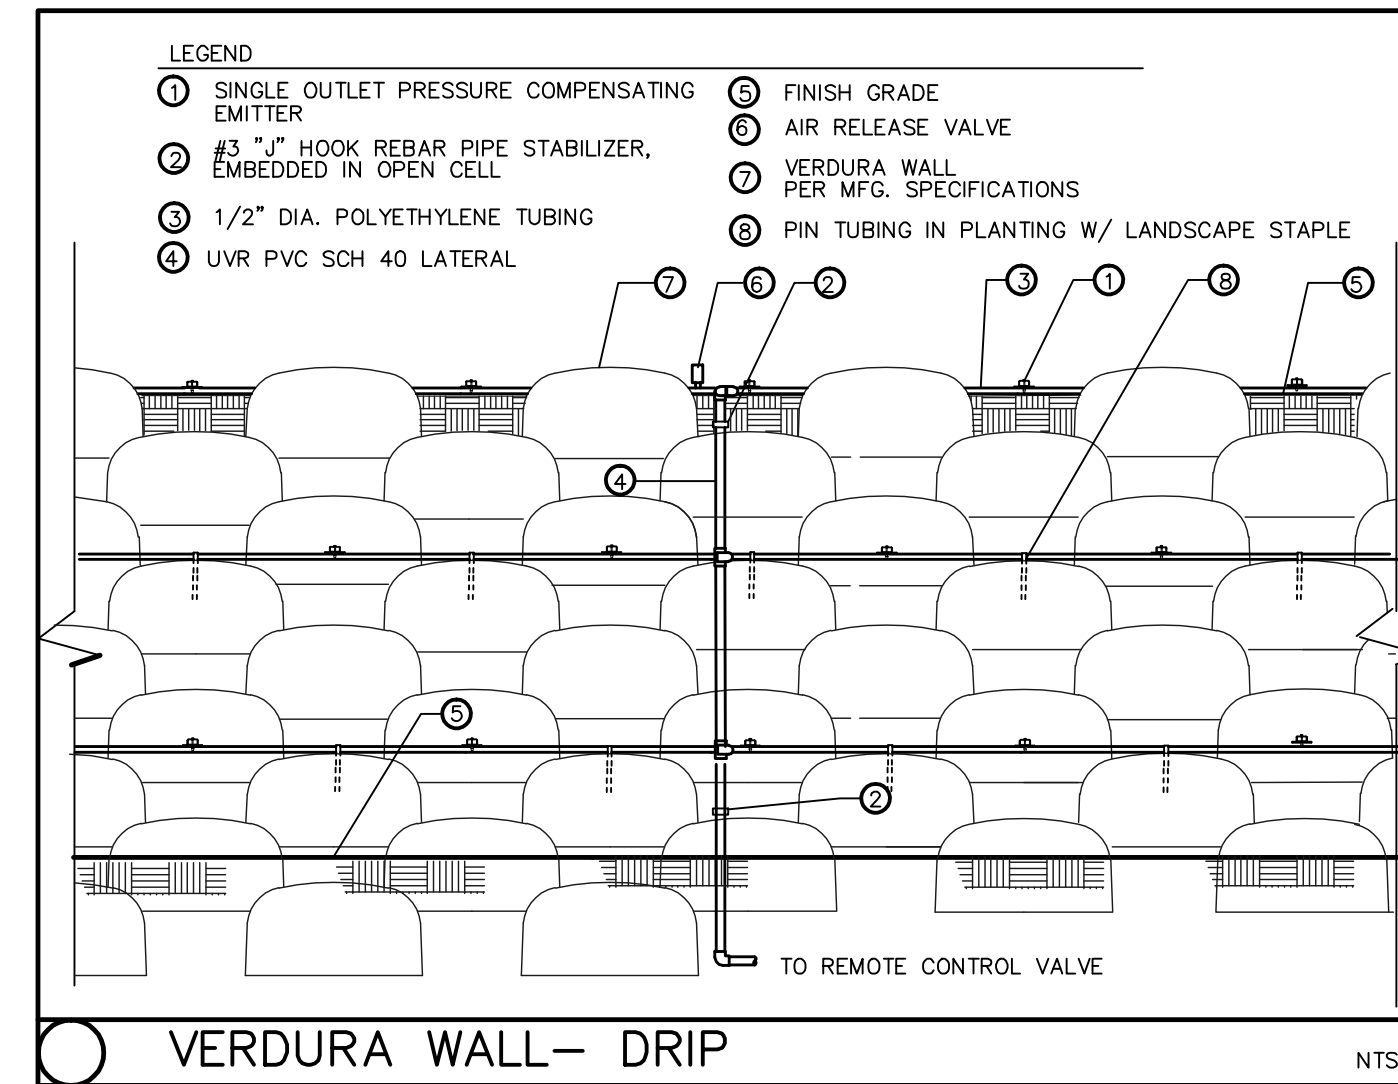 LEGEND
1 SINGLE OUTLET PRESSURE COMPENSATING
EMITTER
2 #3 "J" HOOK REBAR PIPE STABILIZER,
EMBEDDED IN OPEN CELL
3 1/2" DIA. POLYETHYLENE TUBING
4 UVR PVC SCH 40 LATERAL
5 FINISH GRADE
6 AIR RELEASE VALVE
7 VERDURA WALL
PER MFG. SPECIFICATIONS
8 PIN TUBING IN PLANTING W/ LANDSCAPE STAPLE
7
6
2
3
1
8
5
4
5
2
TO REMOTE CONTROL VALVE
VERDURA WALL- DRIP
NTS